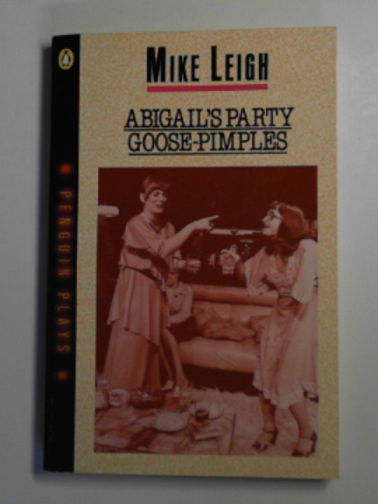 MIKE LEIGH
ABIGAIL'S PARTY
GOOSE-PIMPLES
PENGUIN PLAYS